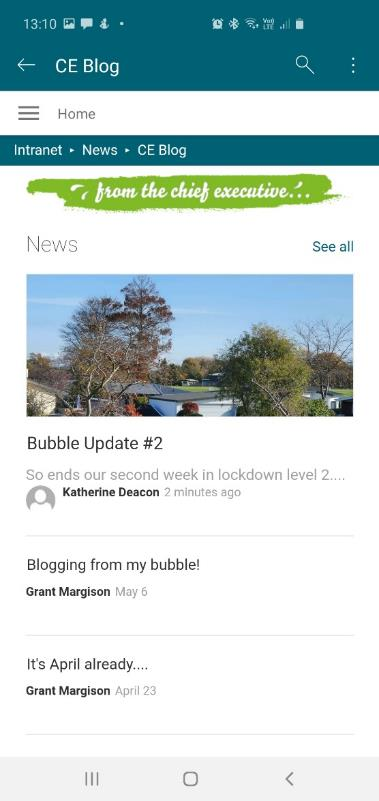 13:10
CE Blog
Home
Intranet ▸ News ▸ CE Blog
from the chief executive...
News See all
Bubble Update #2
So ends our second week in lockdown level 2....
Katherine Deacon 2 minutes ago
Blogging from my bubble!
Grant Margison May 6
It's April already....
Grant Margison April 23